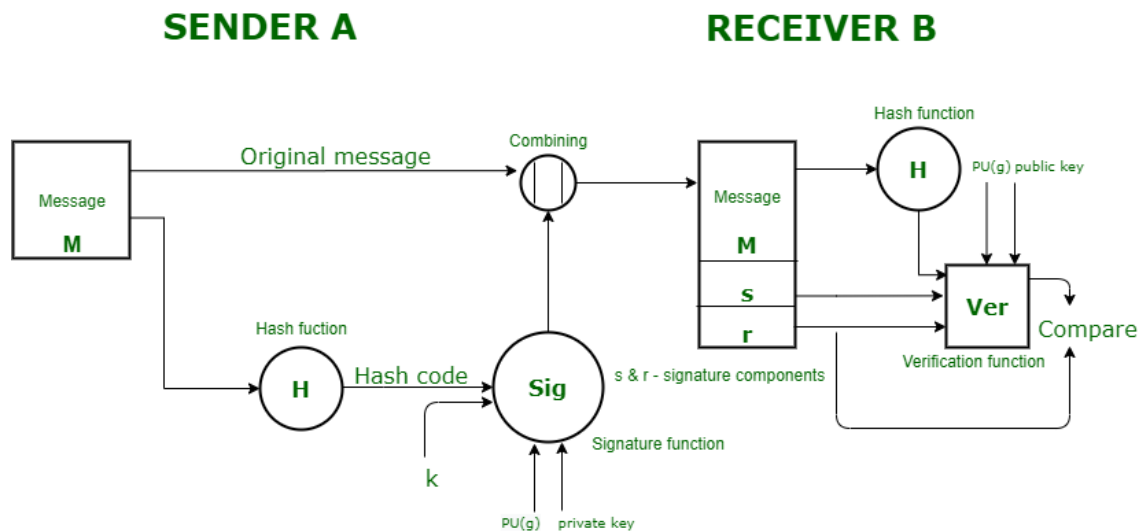 SENDER A
RECEIVER B
Message
M
Original message
Combining
Hash fuction
H
Hash code
k
Sig
Signature function
PU(g)
private key
s & r - signature components
Message
M
s
r
Hash function
H
PU(g) public key
Ver
Verification function
Compare